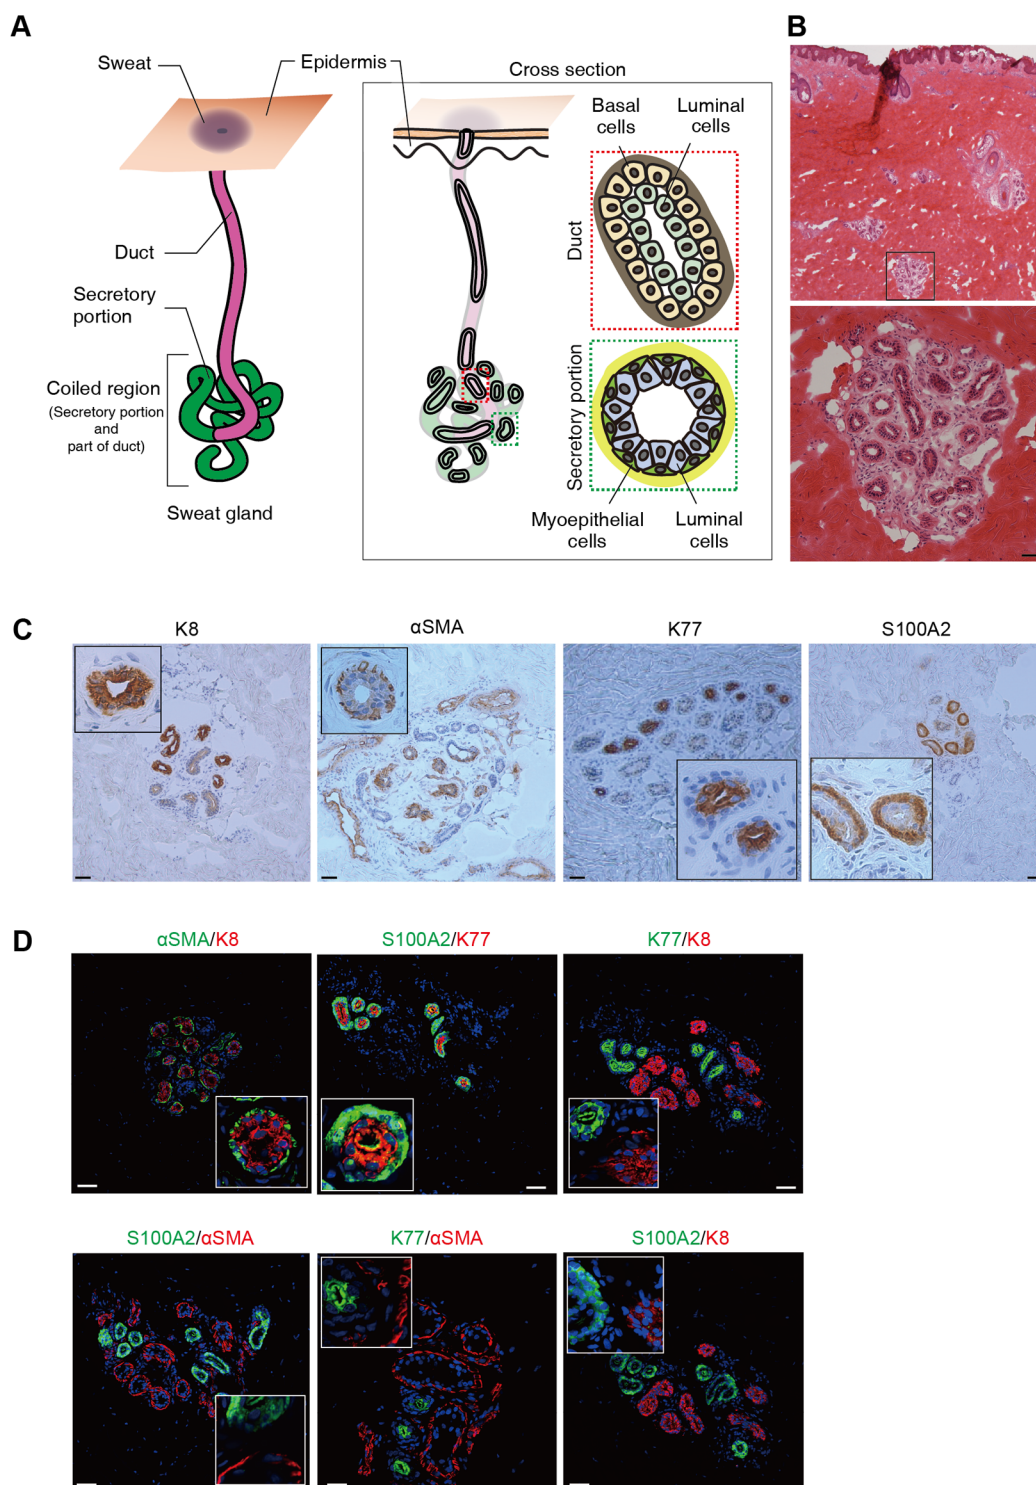 A
B
Sweat
Epidermis
Cross section
Basal
cells
Luminal
cells
Duct
Duct
Secretory
portion
Coiled region
(Secretory portion
and
part of duct)
Secretory portion
Sweat gland
Myoepithelial
cells
Luminal
cells
C
K8
αSMA
K77
S100A2
D
αSMA/K8
S100A2/K77
K77/K8
S100A2/αSMA
K77/αSMA
S100A2/K8